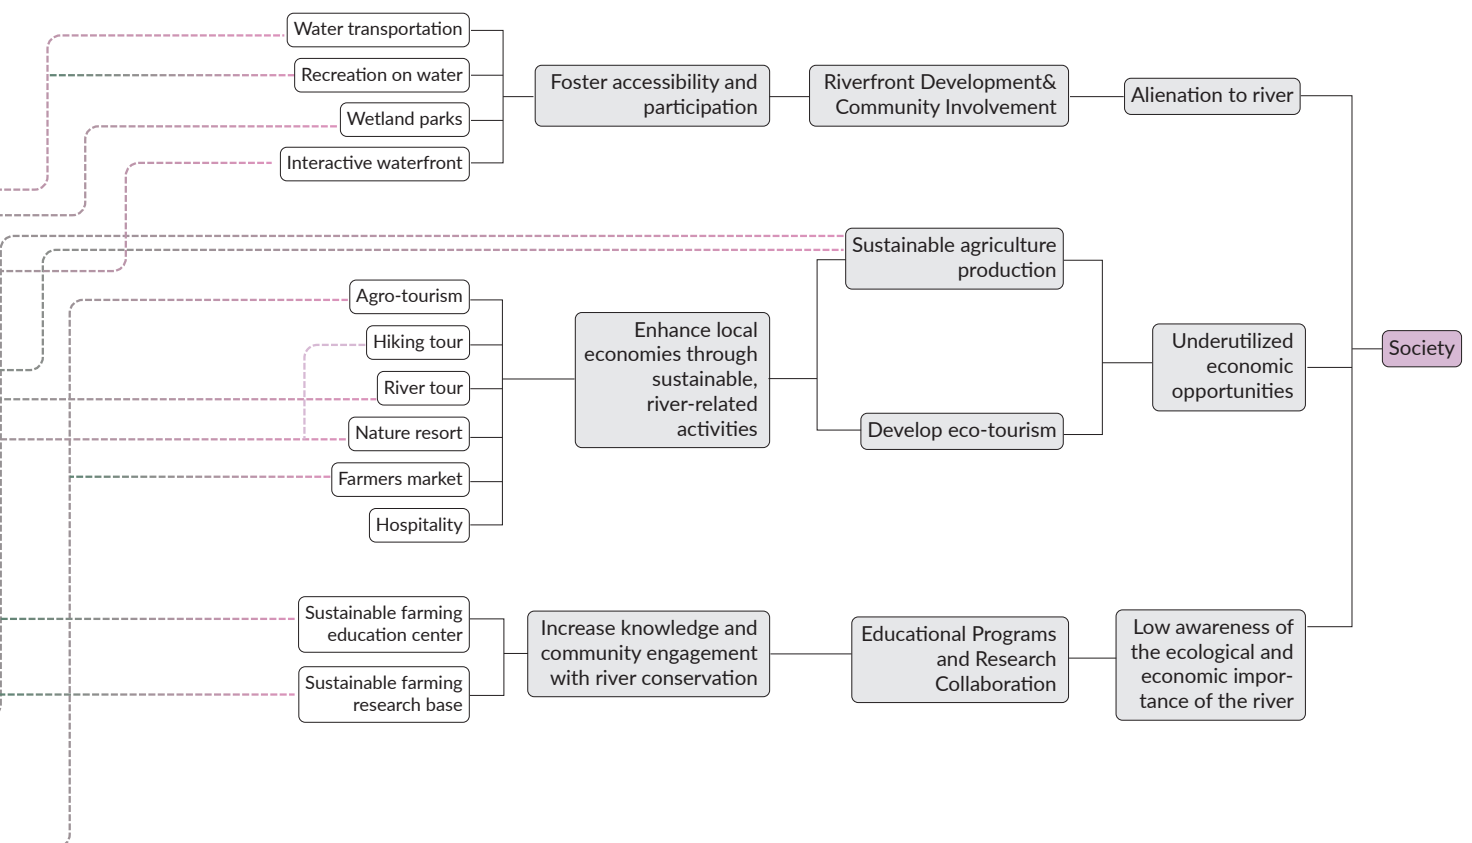 Water transportation
Recreation on water
Wetland parks
Interactive waterfront
Foster accessibility and
participation
Riverfront Development&
Community Involvement
Alienation to river
Sustainable agriculture
production
Agro-tourism
Hiking tour
River tour
Nature resort
Farmers market
Hospitality
Enhance local
economies through
sustainable,
river-related
activities
Develop eco-tourism
Underutilized
economic
opportunities
Society
Sustainable farming
education center
Sustainable farming
research base
Increase knowledge and
community engagement
with river conservation
Educational Programs
and Research
Collaboration
Low awareness of
the ecological and
economic impor-
tance of the river